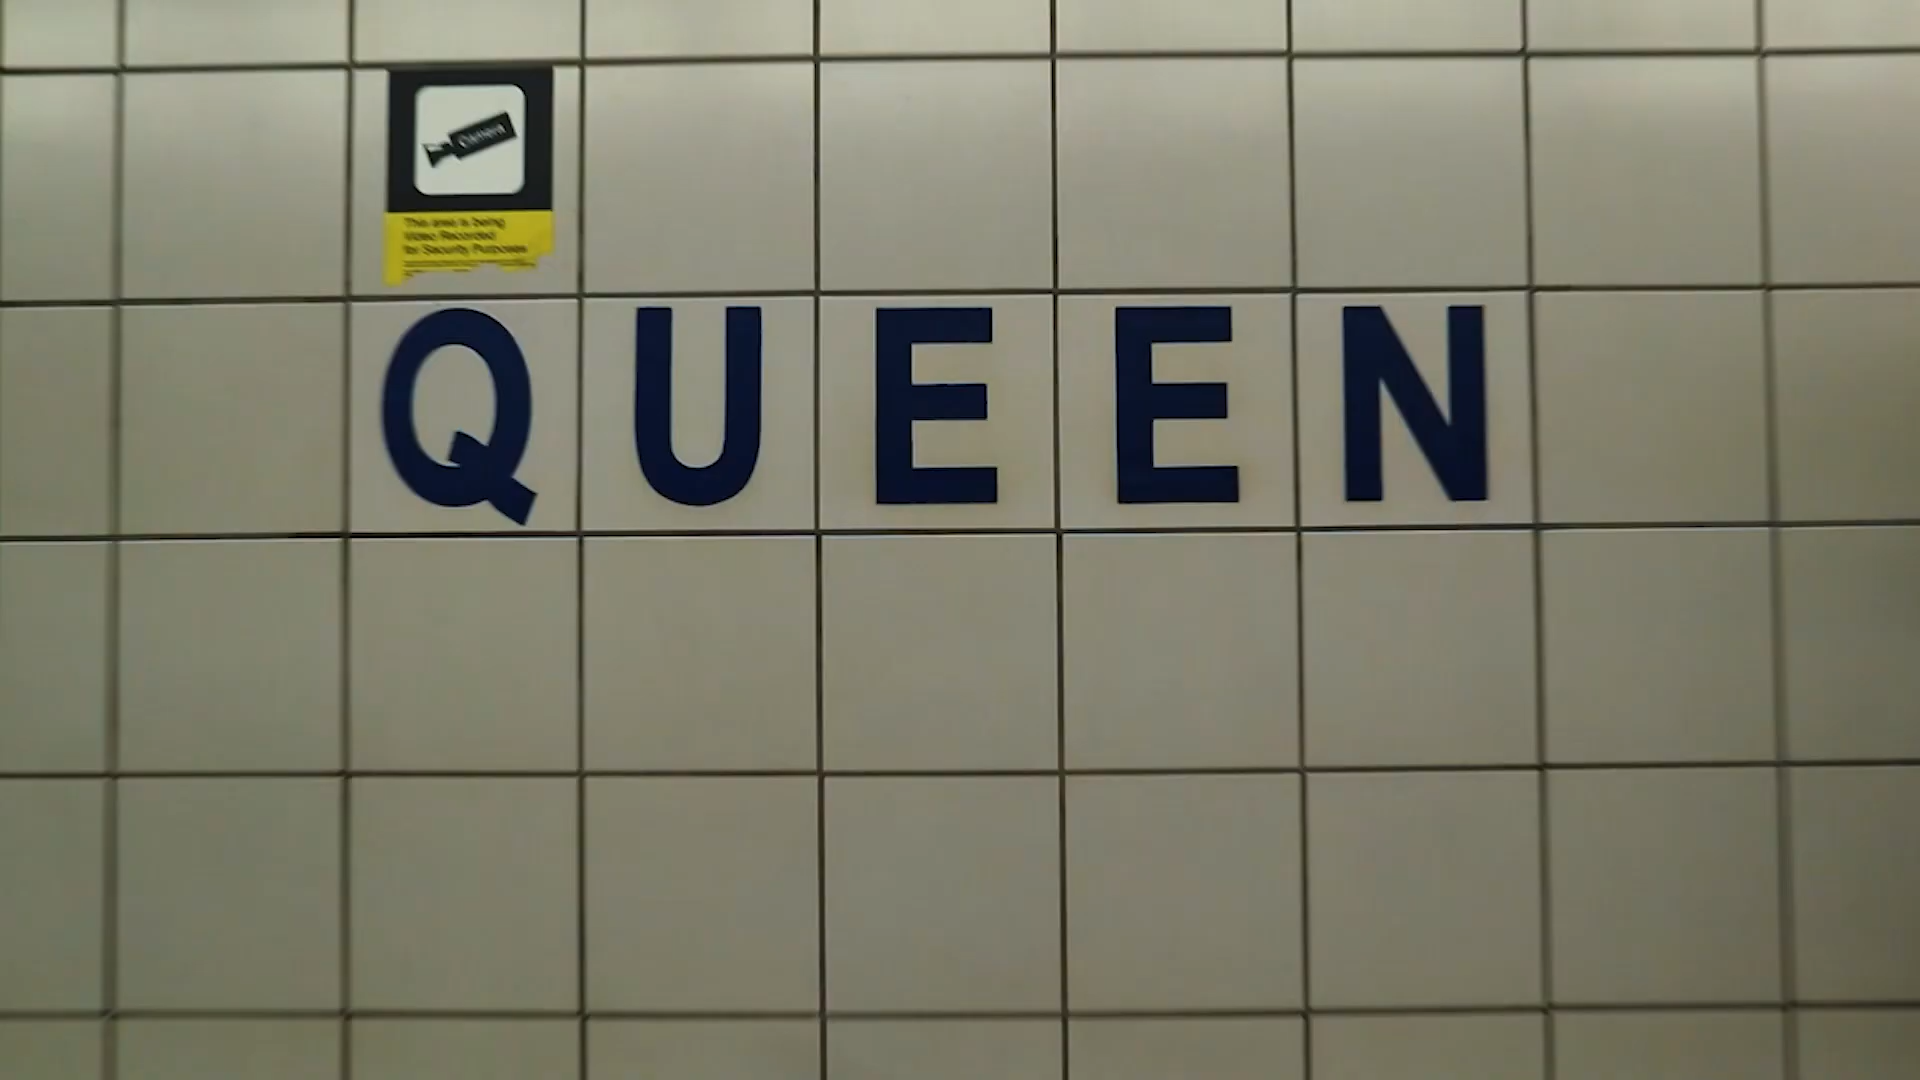 Camera
This area is being
Video Recorded
for Security Purposes
QUEEN